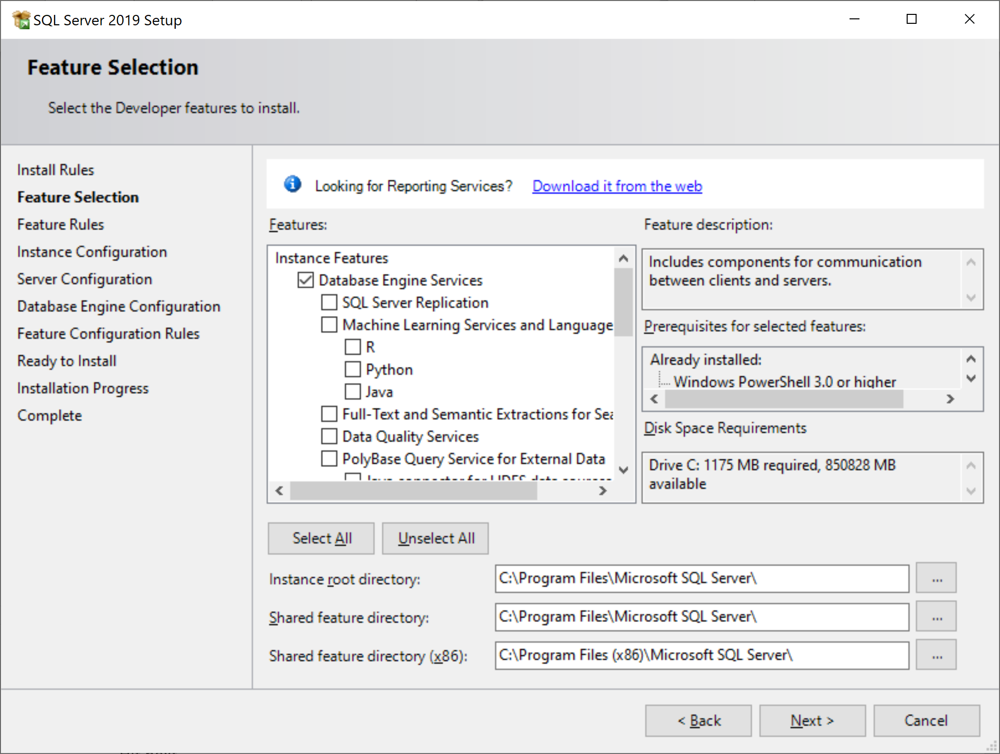 SQL Server 2019 Setup
Feature Selection
Select the Developer features to install.
Install Rules
Feature Selection
Feature Rules
Instance Configuration
Server Configuration
Database Engine Configuration
Feature Configuration Rules
Ready to Install
Installation Progress
Complete
Looking for Reporting Services? Download it from the web
Features:
Instance Features
Database Engine Services
SQL Server Replication
Machine Learning Services and Language
R
Python
Java
Full-Text and Semantic Extractions for Sea
Data Quality Services
PolyBase Query Service for External Data
Java connector for HDFS data sources
Feature description:
Includes components for communication
between clients and servers.
Prerequisites for selected features:
Already installed:
Windows PowerShell 3.0 or higher
Disk Space Requirements
Drive C: 1175 MB required, 850828 MB
available
Select All
Unselect All
Instance root directory:
C:\Program Files\Microsoft SQL Server\
...
Shared feature directory:
C:\Program Files\Microsoft SQL Server\
...
Shared feature directory (x86):
C:\Program Files (x86)\Microsoft SQL Server\
...
< Back
Next >
Cancel